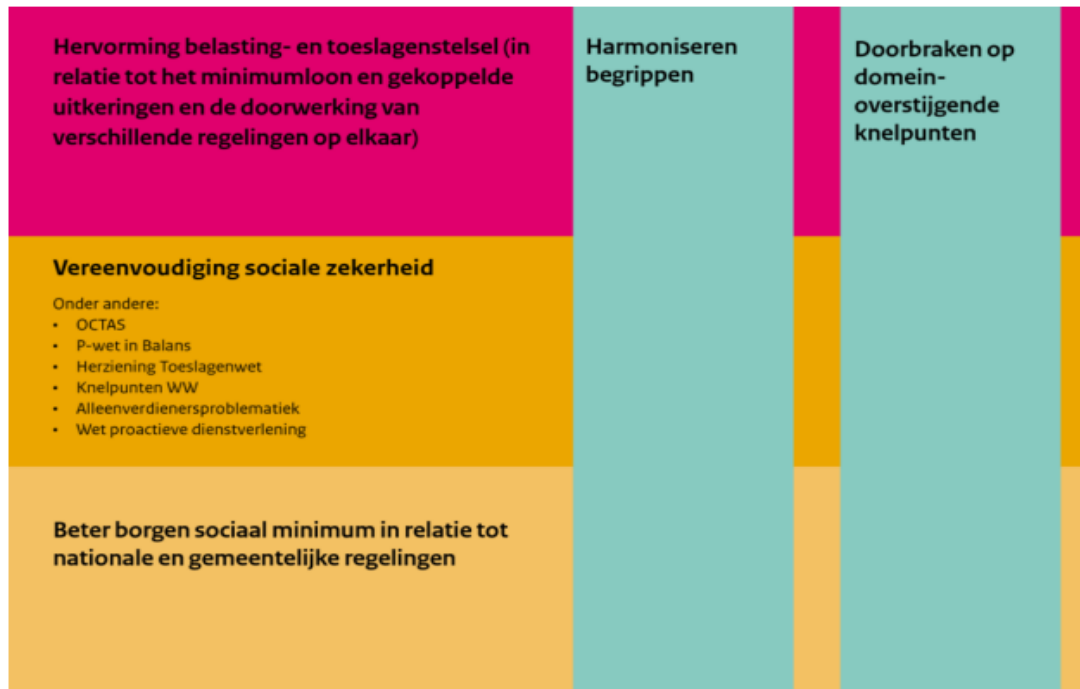 Hervorming belasting- en toeslagenstelsel (in
relatie tot het minimumloon en gekoppelde
uitkeringen en de doorwerking van
verschillende regelingen op elkaar)
Harmoniseren
begrippen
Doorbraken op
domein-
overstijgende
knelpunten
Vereenvoudiging sociale zekerheid
Onder andere:
• OCTAS
• P-wet in Balans
• Herziening Toeslagenwet
• Knelpunten WW
• Alleenverdienersproblematiek
• Wet proactieve dienstverlening
Beter borgen sociaal minimum in relatie tot
nationale en gemeentelijke regelingen